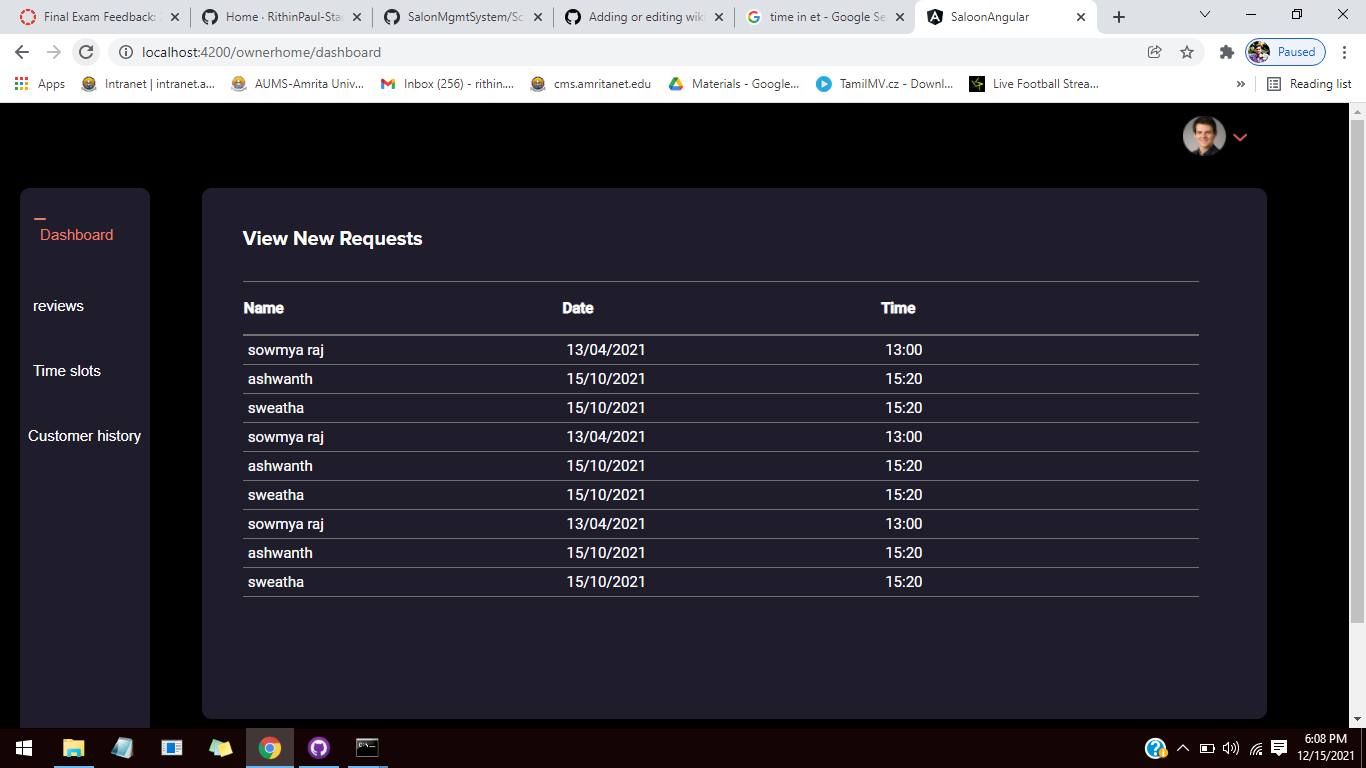 Final Exam Feedback:
Home · RithinPaul-Sta
SalonMgmtSystem/Sc
Adding or editing wiki
time in et - Google Se
SaloonAngular
localhost:4200/ownerhome/dashboard
Paused
Apps
Intranet | intranet.a...
AUMS-Amrita Univ...
Inbox (256) - rithin....
cms.amritanet.edu
Materials - Google...
TamilMV.cz - Downl...
Live Football Strea...
»
Reading list
Dashboard
reviews
Time slots
Customer history
View New Requests
Name Date Time
sowmya raj 13/04/2021 13:00
ashwanth 15/10/2021 15:20
sweatha 15/10/2021 15:20
sowmya raj 13/04/2021 13:00
ashwanth 15/10/2021 15:20
sweatha 15/10/2021 15:20
sowmya raj 13/04/2021 13:00
ashwanth 15/10/2021 15:20
sweatha 15/10/2021 15:20
6:08 PM
12/15/2021